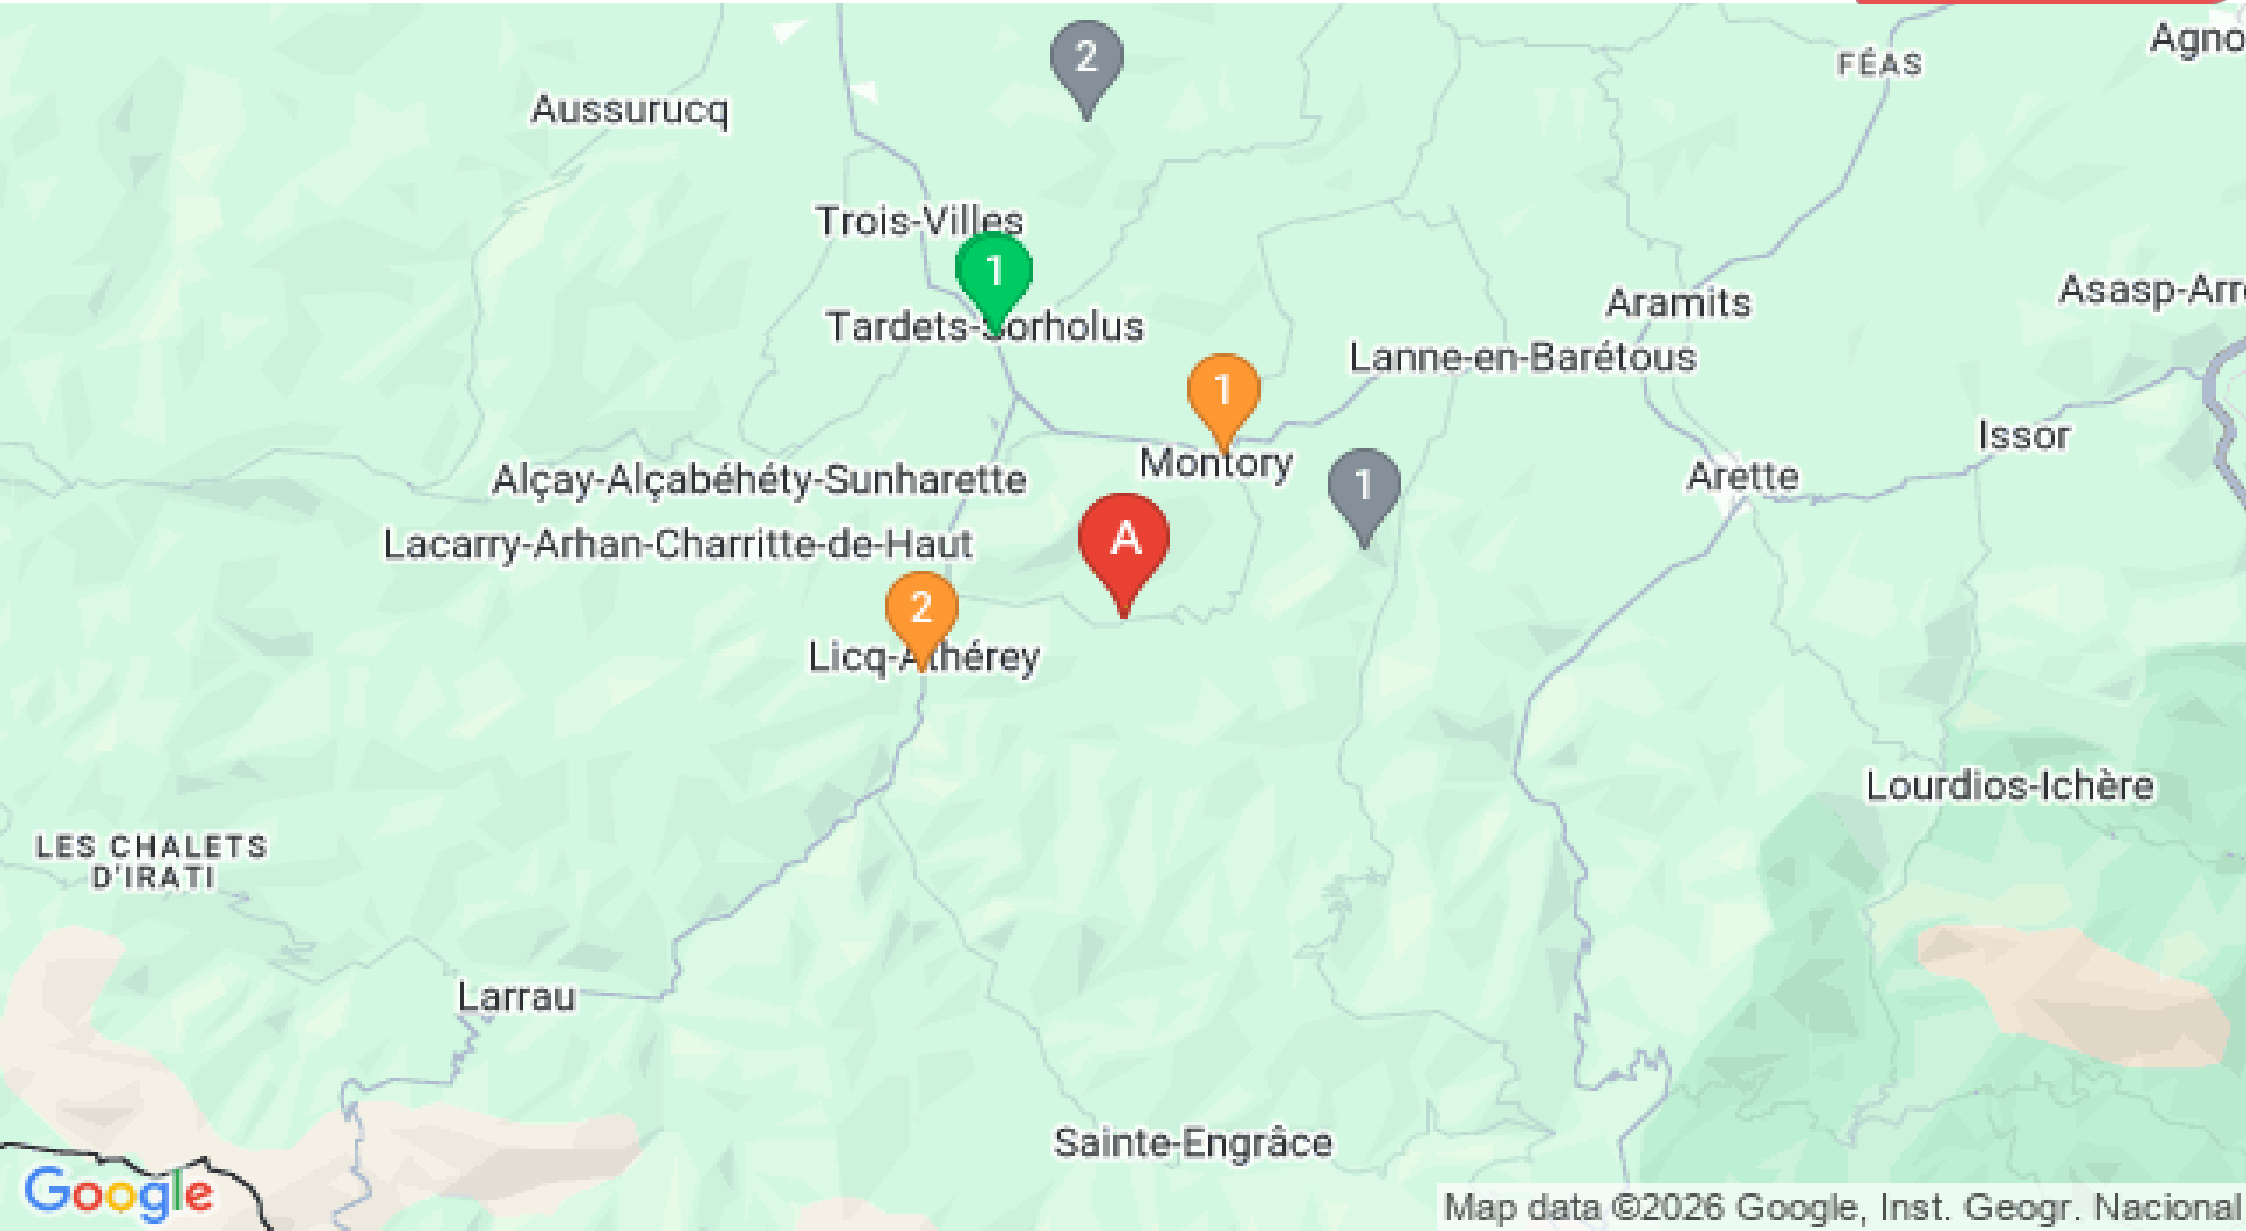 Agno
FÉAS
2
Aussurucq
Trois-Villes
1
Tardets-Sorholus
Asasp-Arr
Aramits
Lanne-en-Barétous
1
Montory
Issor
Alçay-Alçabéhéty-Sunharette
1
Arette
A
Lacarry-Arhan-Charritte-de-Haut
2
Licq-Athérey
Lourdios-Ichère
LES CHALETS
D'IRATI
Larrau
Sainte-Engrâce
Google
Map data ©2026 Google, Inst. Geogr. Nacional